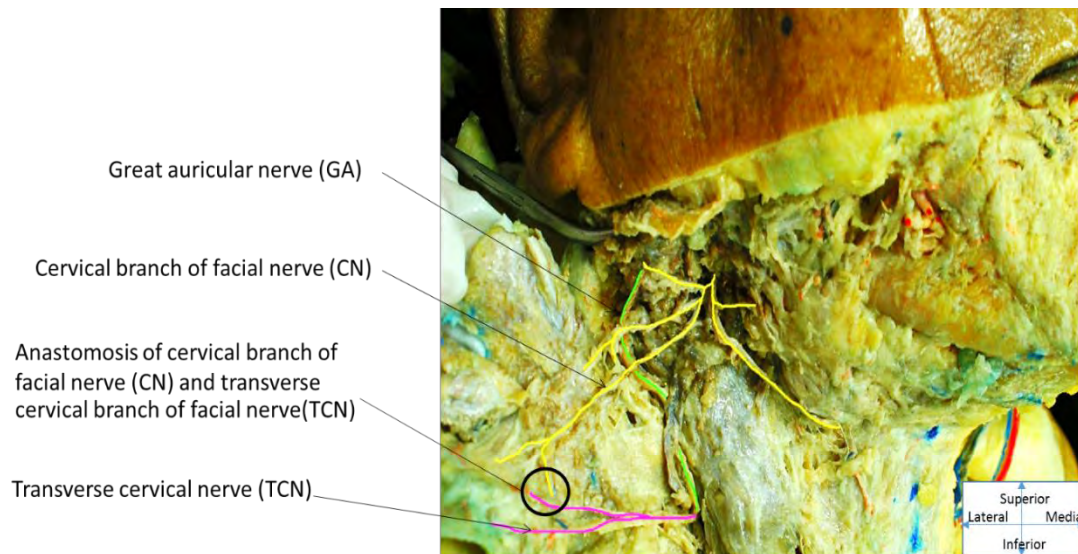 Great auricular nerve (GA)
Cervical branch of facial nerve (CN)
Anastomosis of cervical branch of
facial nerve (CN) and transverse
cervical branch of facial nerve(TCN)
Transverse cervical nerve (TCN)
Superior
Lateral Media
Inferior